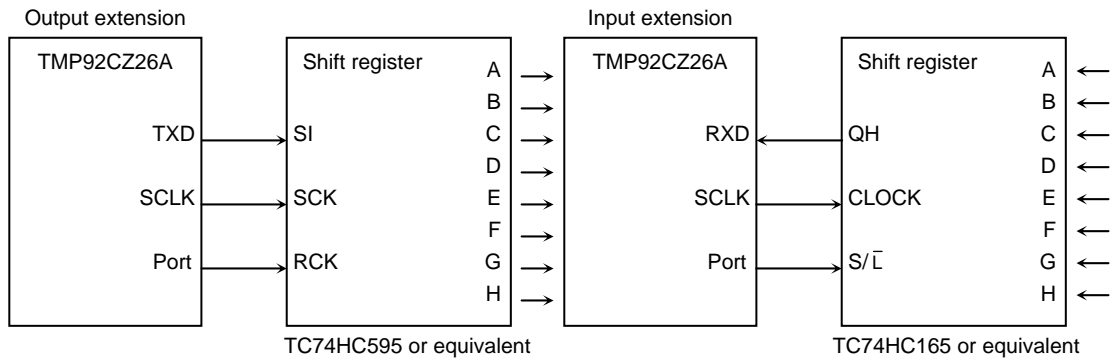 Output extension
TMP92CZ26A
TXD
SCLK
Port
Shift register
SI
SCK
RCK
A
B
C
D
E
F
G
H
TC74HC595 or equivalent
Input extension
TMP92CZ26A
RXD
SCLK
Port
Shift register
QH
CLOCK
S/L̅
A
B
C
D
E
F
G
H
TC74HC165 or equivalent